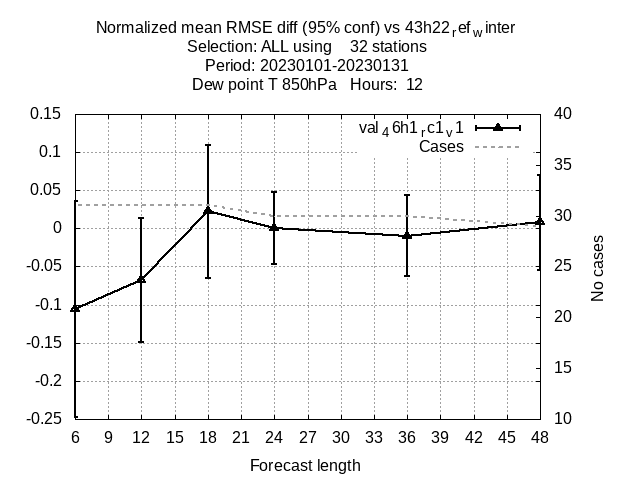 Normalized mean RMSE diff (95% conf) vs 43h22refwinter
Selection: ALL using    32 stations
Period: 20230101-20230131
Dew point T 850hPa   Hours:  12
val46h1rc1v1
Cases
0.15
0.1
0.05
0
-0.05
-0.1
-0.15
-0.2
-0.25
40
35
30
25
20
15
10
No cases
6 9 12 15 18 21 24 27 30 33 36 39 42 45 48
Forecast length